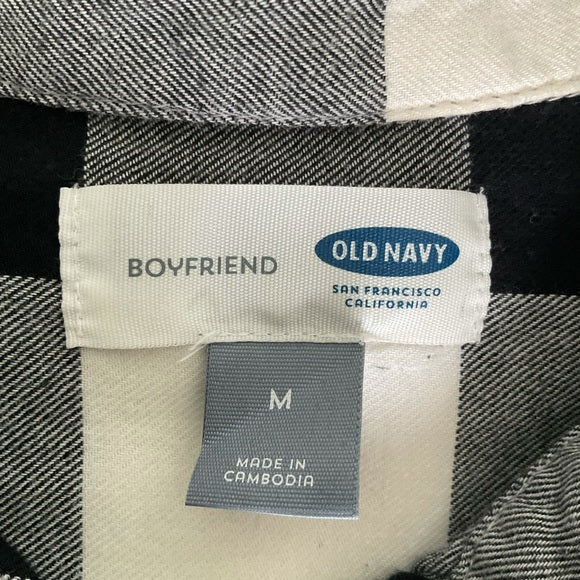 BOYFRIEND
OLD NAVY
SAN FRANCISCO
CALIFORNIA
M
MADE IN
CAMBODIA